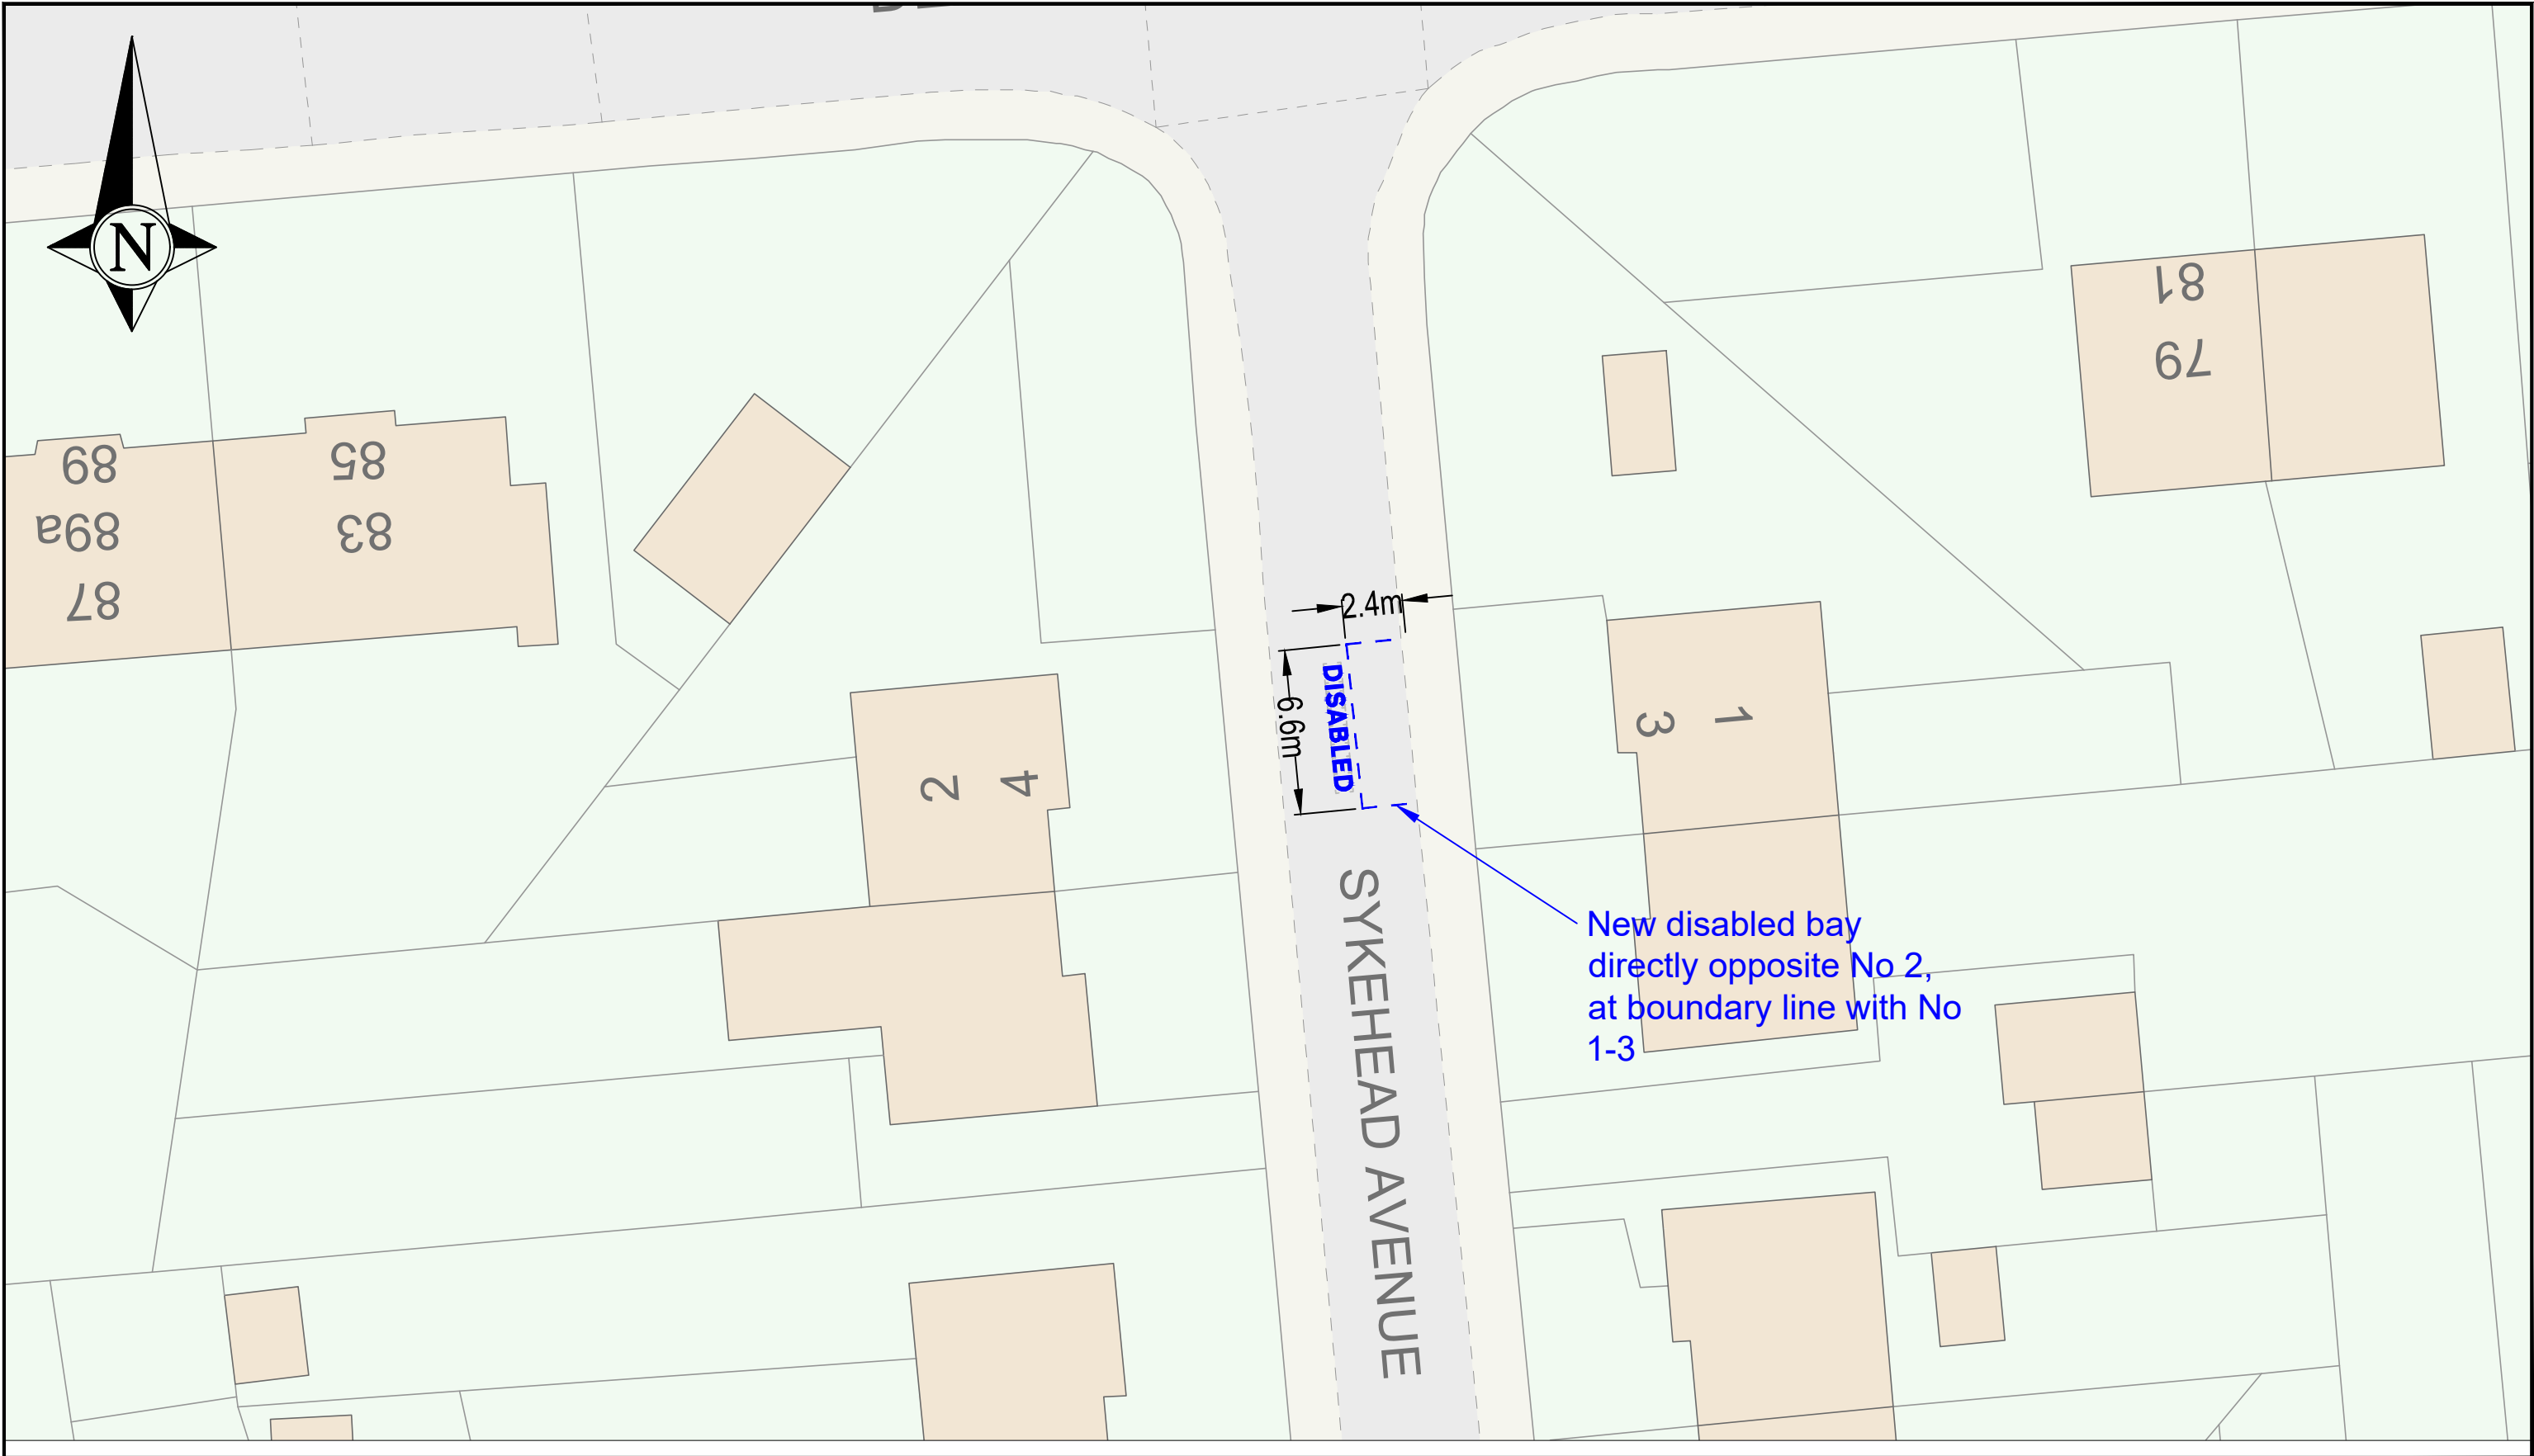 N
81
79
89
85
89a
83
87
2.4m
6.6m
DISABLED
3 1
2 4
SYKEHEAD AVENUE
New disabled bay
directly opposite No 2,
at boundary line with No
1-3